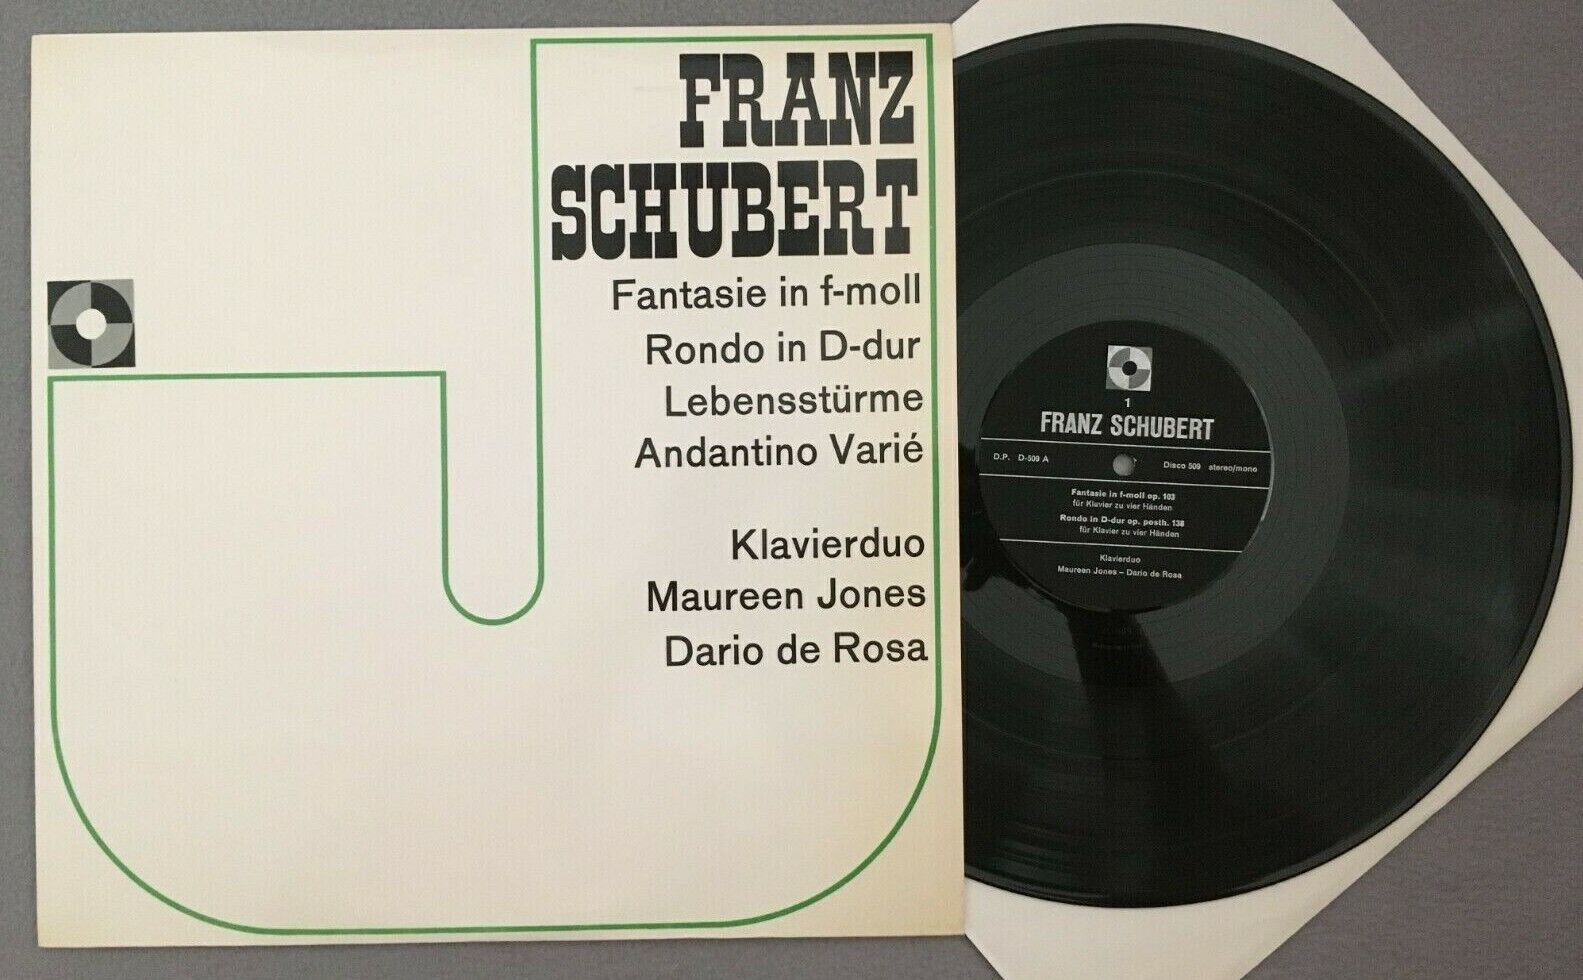 FRANZ
SCHUBERT
Fantasie in f-moll
Rondo in D-dur
Lebensstürme
Andantino Varié
Klavierduo
Maureen Jones
Dario de Rosa
1
FRANZ SCHUBERT
D.P. D-509 A
Disco 509 stereo/mono
Fantasie in f-moll op. 103
für Klavier zu vier Händen
Rondo in D-dur op. posth. 138
für Klavier zu vier Händen
Klavierduo
Maureen Jones – Dario de Rosa